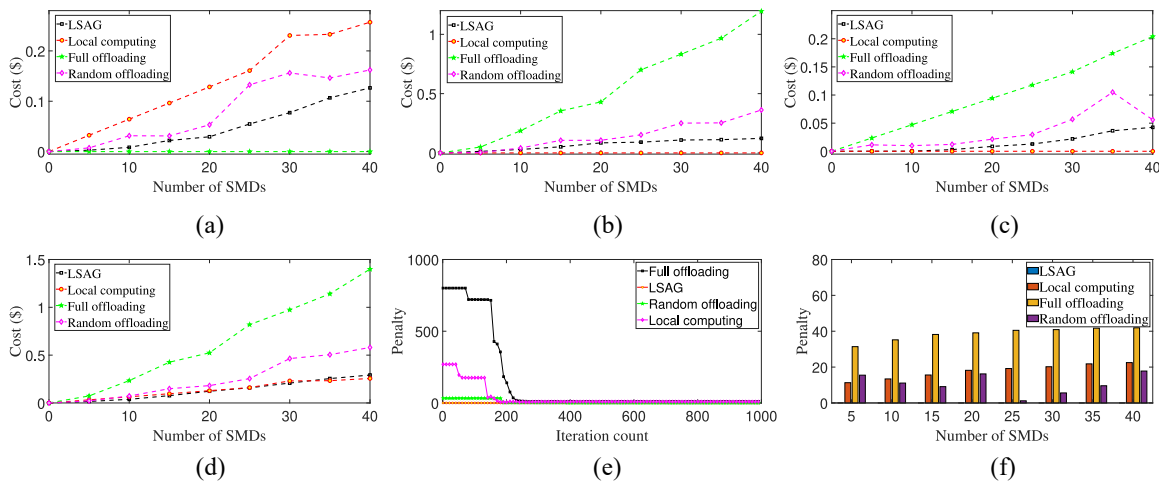 LSAG
Local computing
Full offloading
Random offloading
Cost ($)
0.2
0.1
0
0 10 20 30 40
Number of SMDs
(a)
LSAG
Local computing
Full offloading
Random offloading
Cost ($)
1
0.5
0
0 10 20 30 40
Number of SMDs
(b)
LSAG
Local computing
Full offloading
Random offloading
Cost ($)
0.2
0.15
0.1
0.05
0
0 10 20 30 40
Number of SMDs
(c)
LSAG
Local computing
Full offloading
Random offloading
Cost ($)
1.5
1
0.5
0
0 10 20 30 40
Number of SMDs
(d)
Full offloading
LSAG
Random offloading
Local computing
Penalty
1000
500
0
0 200 400 600 800 1000
Iteration count
(e)
LSAG
Local computing
Full offloading
Random offloading
Penalty
80
60
40
20
0
5 10 15 20 25 30 35 40
Number of SMDs
(f)